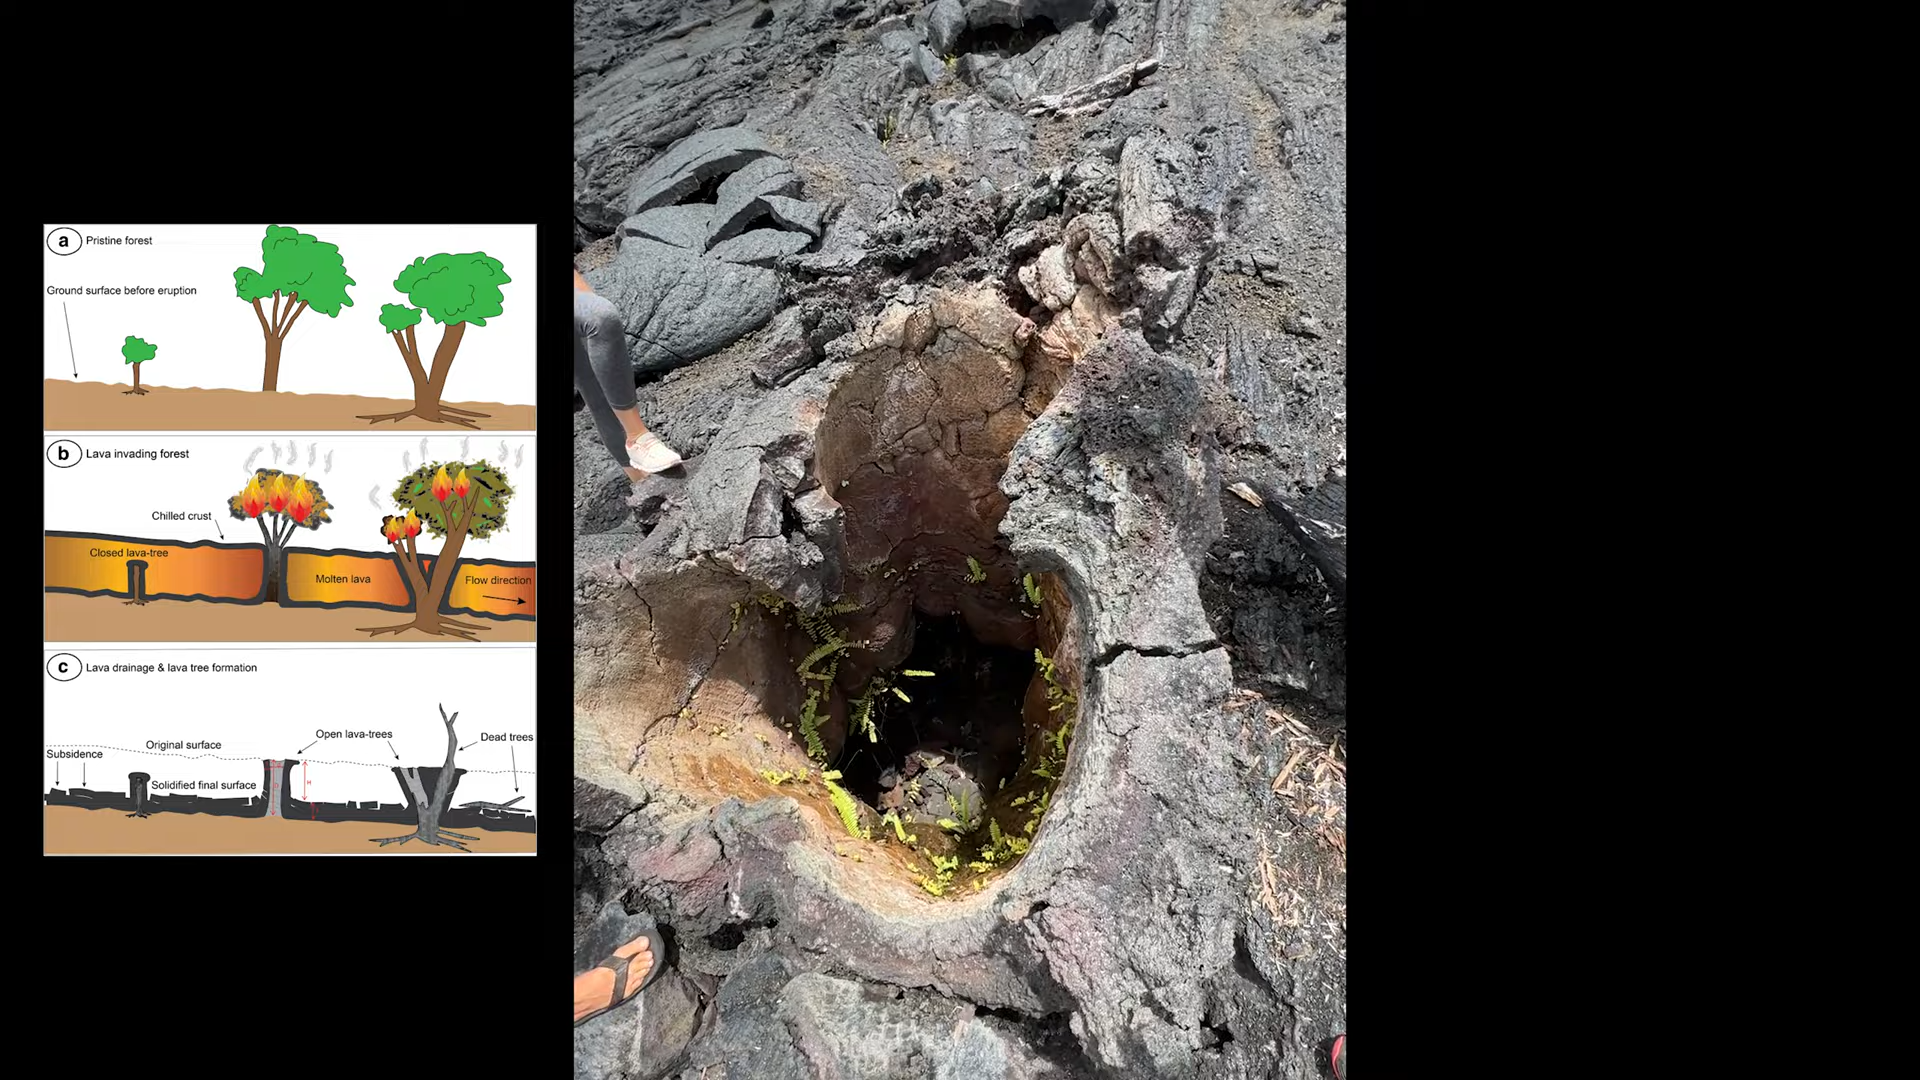 a Pristine forest
Ground surface before eruption
b Lava invading forest
Chilled crust
Closed lava-tree
Molten lava
Flow direction
c Lava drainage & lava tree formation
Open lava-trees
Dead trees
Original surface
Subsidence
Solidified final surface
H